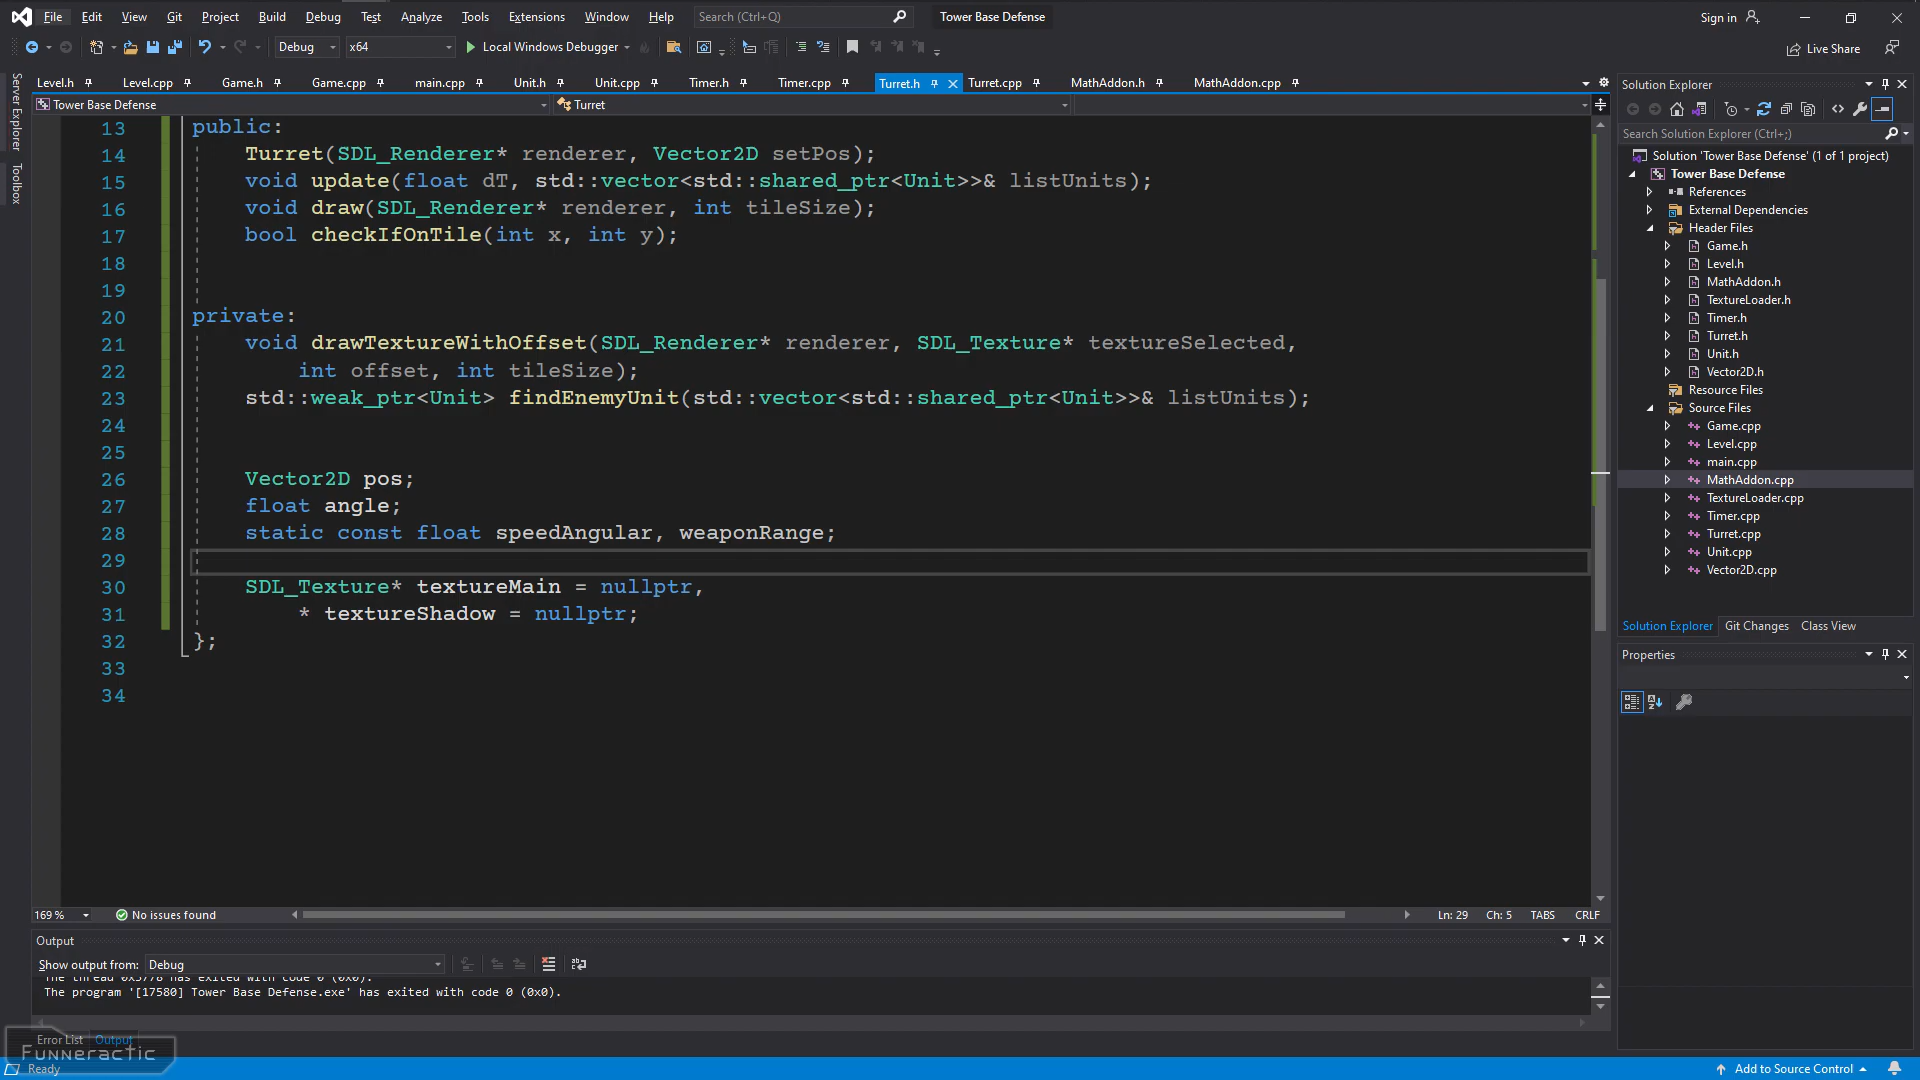 File Edit View Git Project Build Debug Test Analyze Tools Extensions Window Help Search (Ctrl+Q) Tower Base Defense Sign in
Debug x64 Local Windows Debugger Live Share
Level.h Level.cpp Game.h Game.cpp main.cpp Unit.h Unit.cpp Timer.h Timer.cpp Turret.h Turret.cpp MathAddon.h MathAddon.cpp
Tower Base Defense Turret
Server Explorer
Toolbox
13 public:
14 Turret(SDL_Renderer* renderer, Vector2D setPos);
15 void update(float dT, std::vector<std::shared_ptr<Unit>>& listUnits);
16 void draw(SDL_Renderer* renderer, int tileSize);
17 bool checkIfOnTile(int x, int y);
18
19
20 private:
21 void drawTextureWithOffset(SDL_Renderer* renderer, SDL_Texture* textureSelected,
22 int offset, int tileSize);
23 std::weak_ptr<Unit> findEnemyUnit(std::vector<std::shared_ptr<Unit>>& listUnits);
24
25
26 Vector2D pos;
27 float angle;
28 static const float speedAngular, weaponRange;
29
30 SDL_Texture* textureMain = nullptr,
31 * textureShadow = nullptr;
32 };
33
34
169 % No issues found Ln: 29 Ch: 5 TABS CRLF
Output
Show output from: Debug
The thread 0x3778 has exited with code 0 (0x0).
The program '[17580] Tower Base Defense.exe' has exited with code 0 (0x0).
Error List Output
Funneractic
Ready
Solution Explorer
Search Solution Explorer (Ctrl+;)
Solution 'Tower Base Defense' (1 of 1 project)
Tower Base Defense
References
External Dependencies
Header Files
Game.h
Level.h
MathAddon.h
TextureLoader.h
Timer.h
Turret.h
Unit.h
Vector2D.h
Resource Files
Source Files
Game.cpp
Level.cpp
main.cpp
MathAddon.cpp
TextureLoader.cpp
Timer.cpp
Turret.cpp
Unit.cpp
Vector2D.cpp
Solution Explorer Git Changes Class View
Properties
Add to Source Control